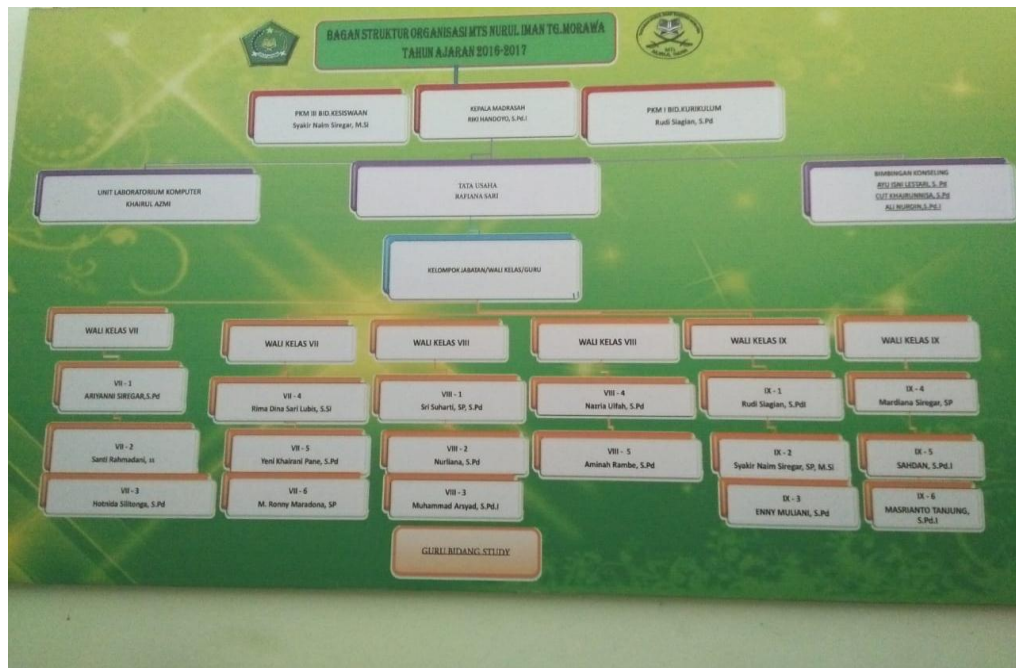 BAGAN STRUKTUR ORGANISASI MTS NURUL IMAN TG.MORAWA
TAHUN AJARAN 2016-2017
MTs
NURUL IMAN
PKM III BID.KESISWAAN
Syakir Naim Siregar, M.Si
KEPALA MADRASAH
RIKI HANDOYO, S.Pd.I
PKM I BID.KURIKULUM
Rudi Siagian, S.Pd
UNIT LABORATORIUM KOMPUTER
KHAIRUL AZMI
TATA USAHA
RAFIANA SARI
BIMBINGAN KONSELING
AYU ISNI LESTARI, S. Pd
CUT KHAIRUNNISA, S.Pd
ALI NURDIN,S.Pd.I
KELOMPOK JABATAN/WALI KELAS/GURU
WALI KELAS VII
WALI KELAS VII
WALI KELAS VIII
WALI KELAS VIII
WALI KELAS IX
WALI KELAS IX
VII - 1
ARIYANNI SIREGAR,S.Pd
VII - 4
Rima Dina Sari Lubis, S.Si
VIII - 1
Sri Suharti, SP, S.Pd
VIII - 4
Nazria Ulfah, S.Pd
IX - 1
Rudi Siagian, S.PdI
IX - 4
Mardiana Siregar, SP
VII - 2
Santi Rahmadani,
VII - 5
Yeni Khairani Pane, S.Pd
VIII - 2
Nurliana, S.Pd
VIII - 5
Aminah Rambe, S.Pd
IX - 2
Syakir Naim Siregar, SP, M.Si
IX - 5
SAHDAN, S.Pd.I
VII - 3
Hotnida Silitonga, S.Pd
VII - 6
M. Ronny Maradona, SP
VIII - 3
Muhammad Arsyad, S.Pd.I
IX - 3
ENNY MULIANI, S.Pd
IX - 6
MASRIANTO TANJUNG,
S.Pd.I
GURU BIDANG STUDY